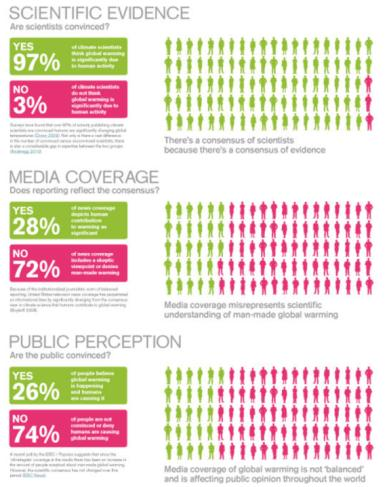 SCIENTIFIC EVIDENCE
Are scientists convinced?
YES
97%
of climate scientists
think global warming
is significantly due
to human activity
NO
3%
of climate scientists
do not think
global warming is
significantly due to
human activity
There's a consensus of scientists
because there's a consensus of evidence
MEDIA COVERAGE
Does reporting reflect the consensus?
YES
28%
of news coverage
depicts human
contribution
to warming as
significant
NO
72%
of news coverage
includes a skeptic
viewpoint or denies
man-made warming
Media coverage misrepresents scientific
understanding of man-made global warming
PUBLIC PERCEPTION
Are the public convinced?
YES
26%
of people believe
global warming
is happening
and humans
are causing it
NO
74%
of people are not
convinced or deny
humans are causing
global warming
Media coverage of global warming is not 'balanced'
and is affecting public opinion throughout the world